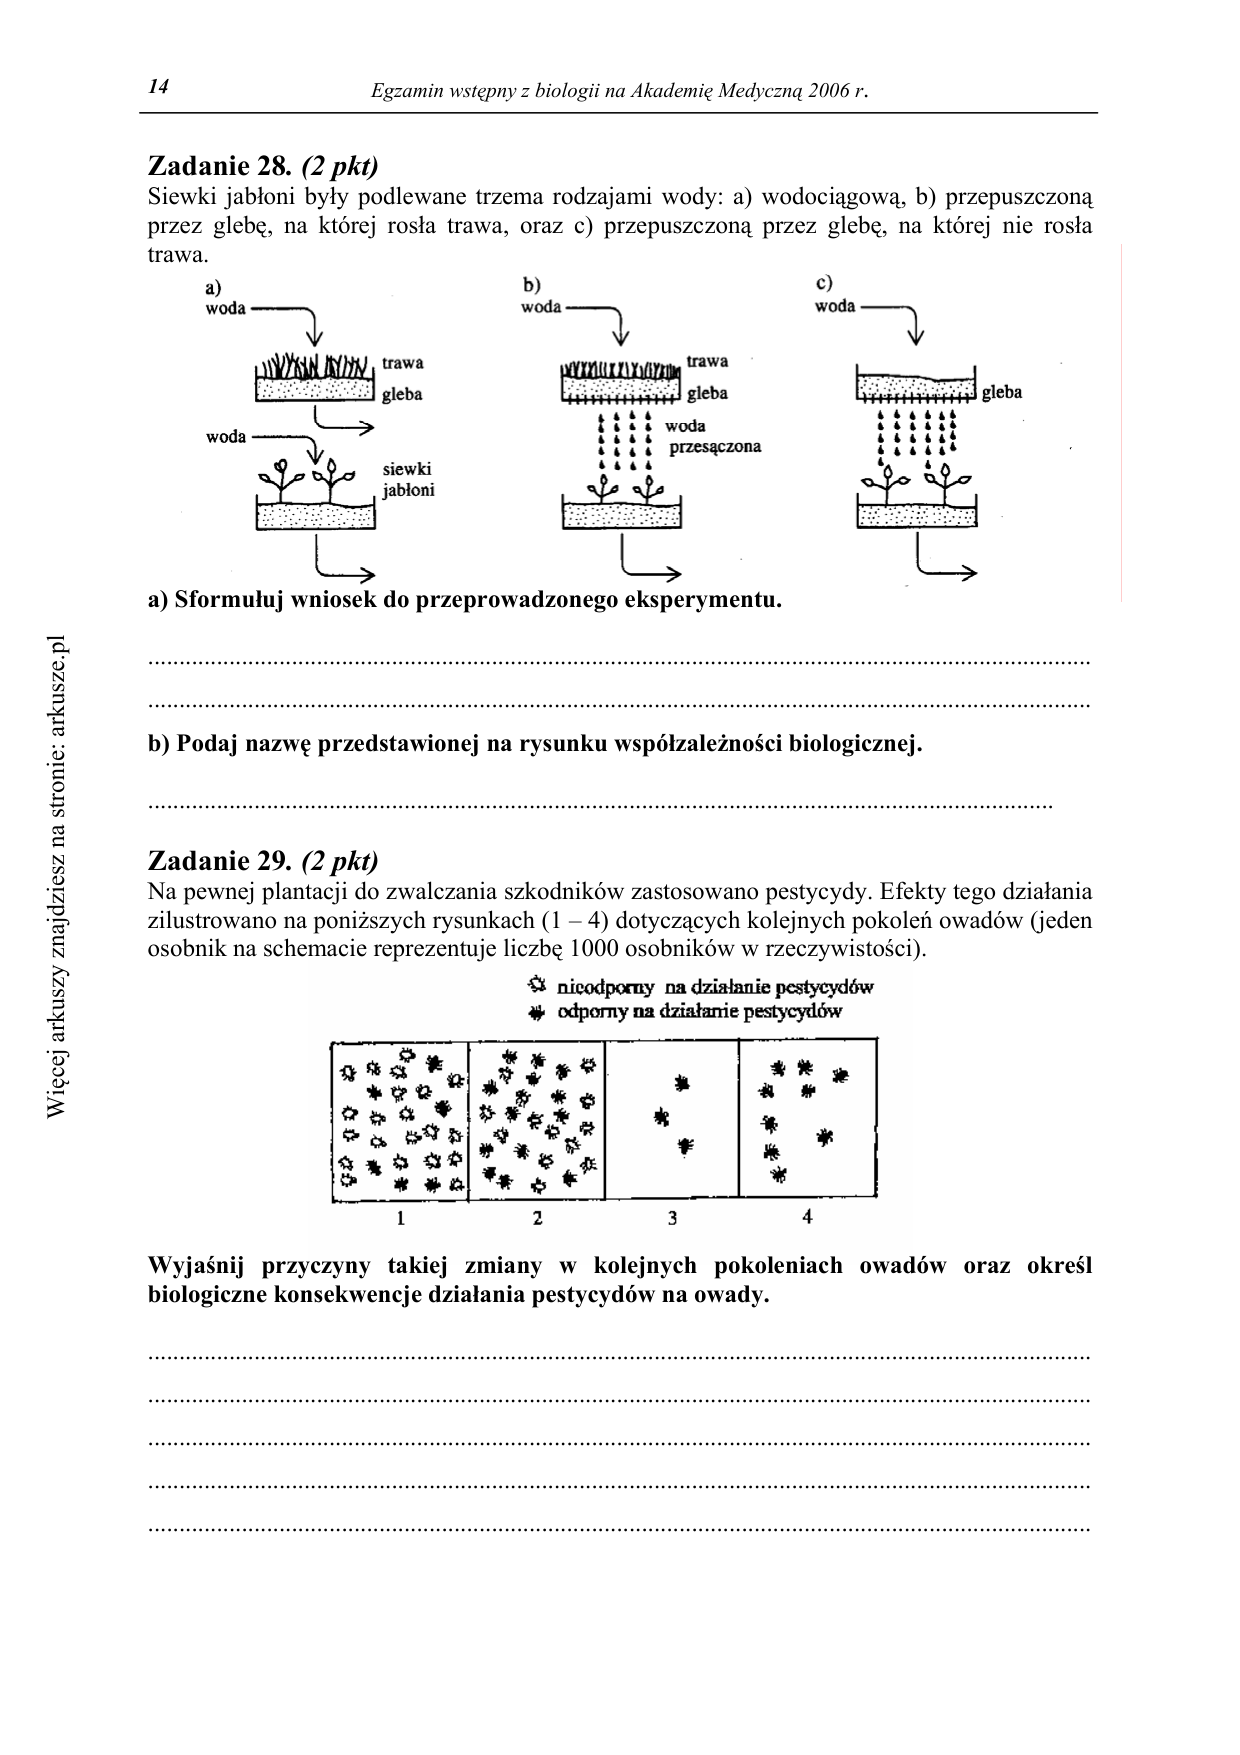 14
Egzamin wstępny z biologii na Akademię Medyczną 2006 r.
Zadanie 28. (2 pkt)
Siewki jabłoni były podlewane trzema rodzajami wody: a) wodociągową, b) przepuszczoną
przez glebę, na której rosła trawa, oraz c) przepuszczoną przez glebę, na której nie rosła
trawa.
a)
woda
trawa
gleba
woda
siewki
jabłoni
b)
woda
trawa
gleba
woda
przesączona
c)
woda
gleba
a) Sformułuj wniosek do przeprowadzonego eksperymentu.
b) Podaj nazwę przedstawionej na rysunku współzależności biologicznej.
Zadanie 29. (2 pkt)
Na pewnej plantacji do zwalczania szkodników zastosowano pestycydy. Efekty tego działania
zilustrowano na poniższych rysunkach (1 – 4) dotyczących kolejnych pokoleń owadów (jeden
osobnik na schemacie reprezentuje liczbę 1000 osobników w rzeczywistości).
nieodporny na działanie pestycydów
odporny na działanie pestycydów
1
2
3
4
Wyjaśnij przyczyny takiej zmiany w kolejnych pokoleniach owadów oraz określ
biologiczne konsekwencje działania pestycydów na owady.
Więcej arkuszy znajdziesz na stronie: arkusze.pl